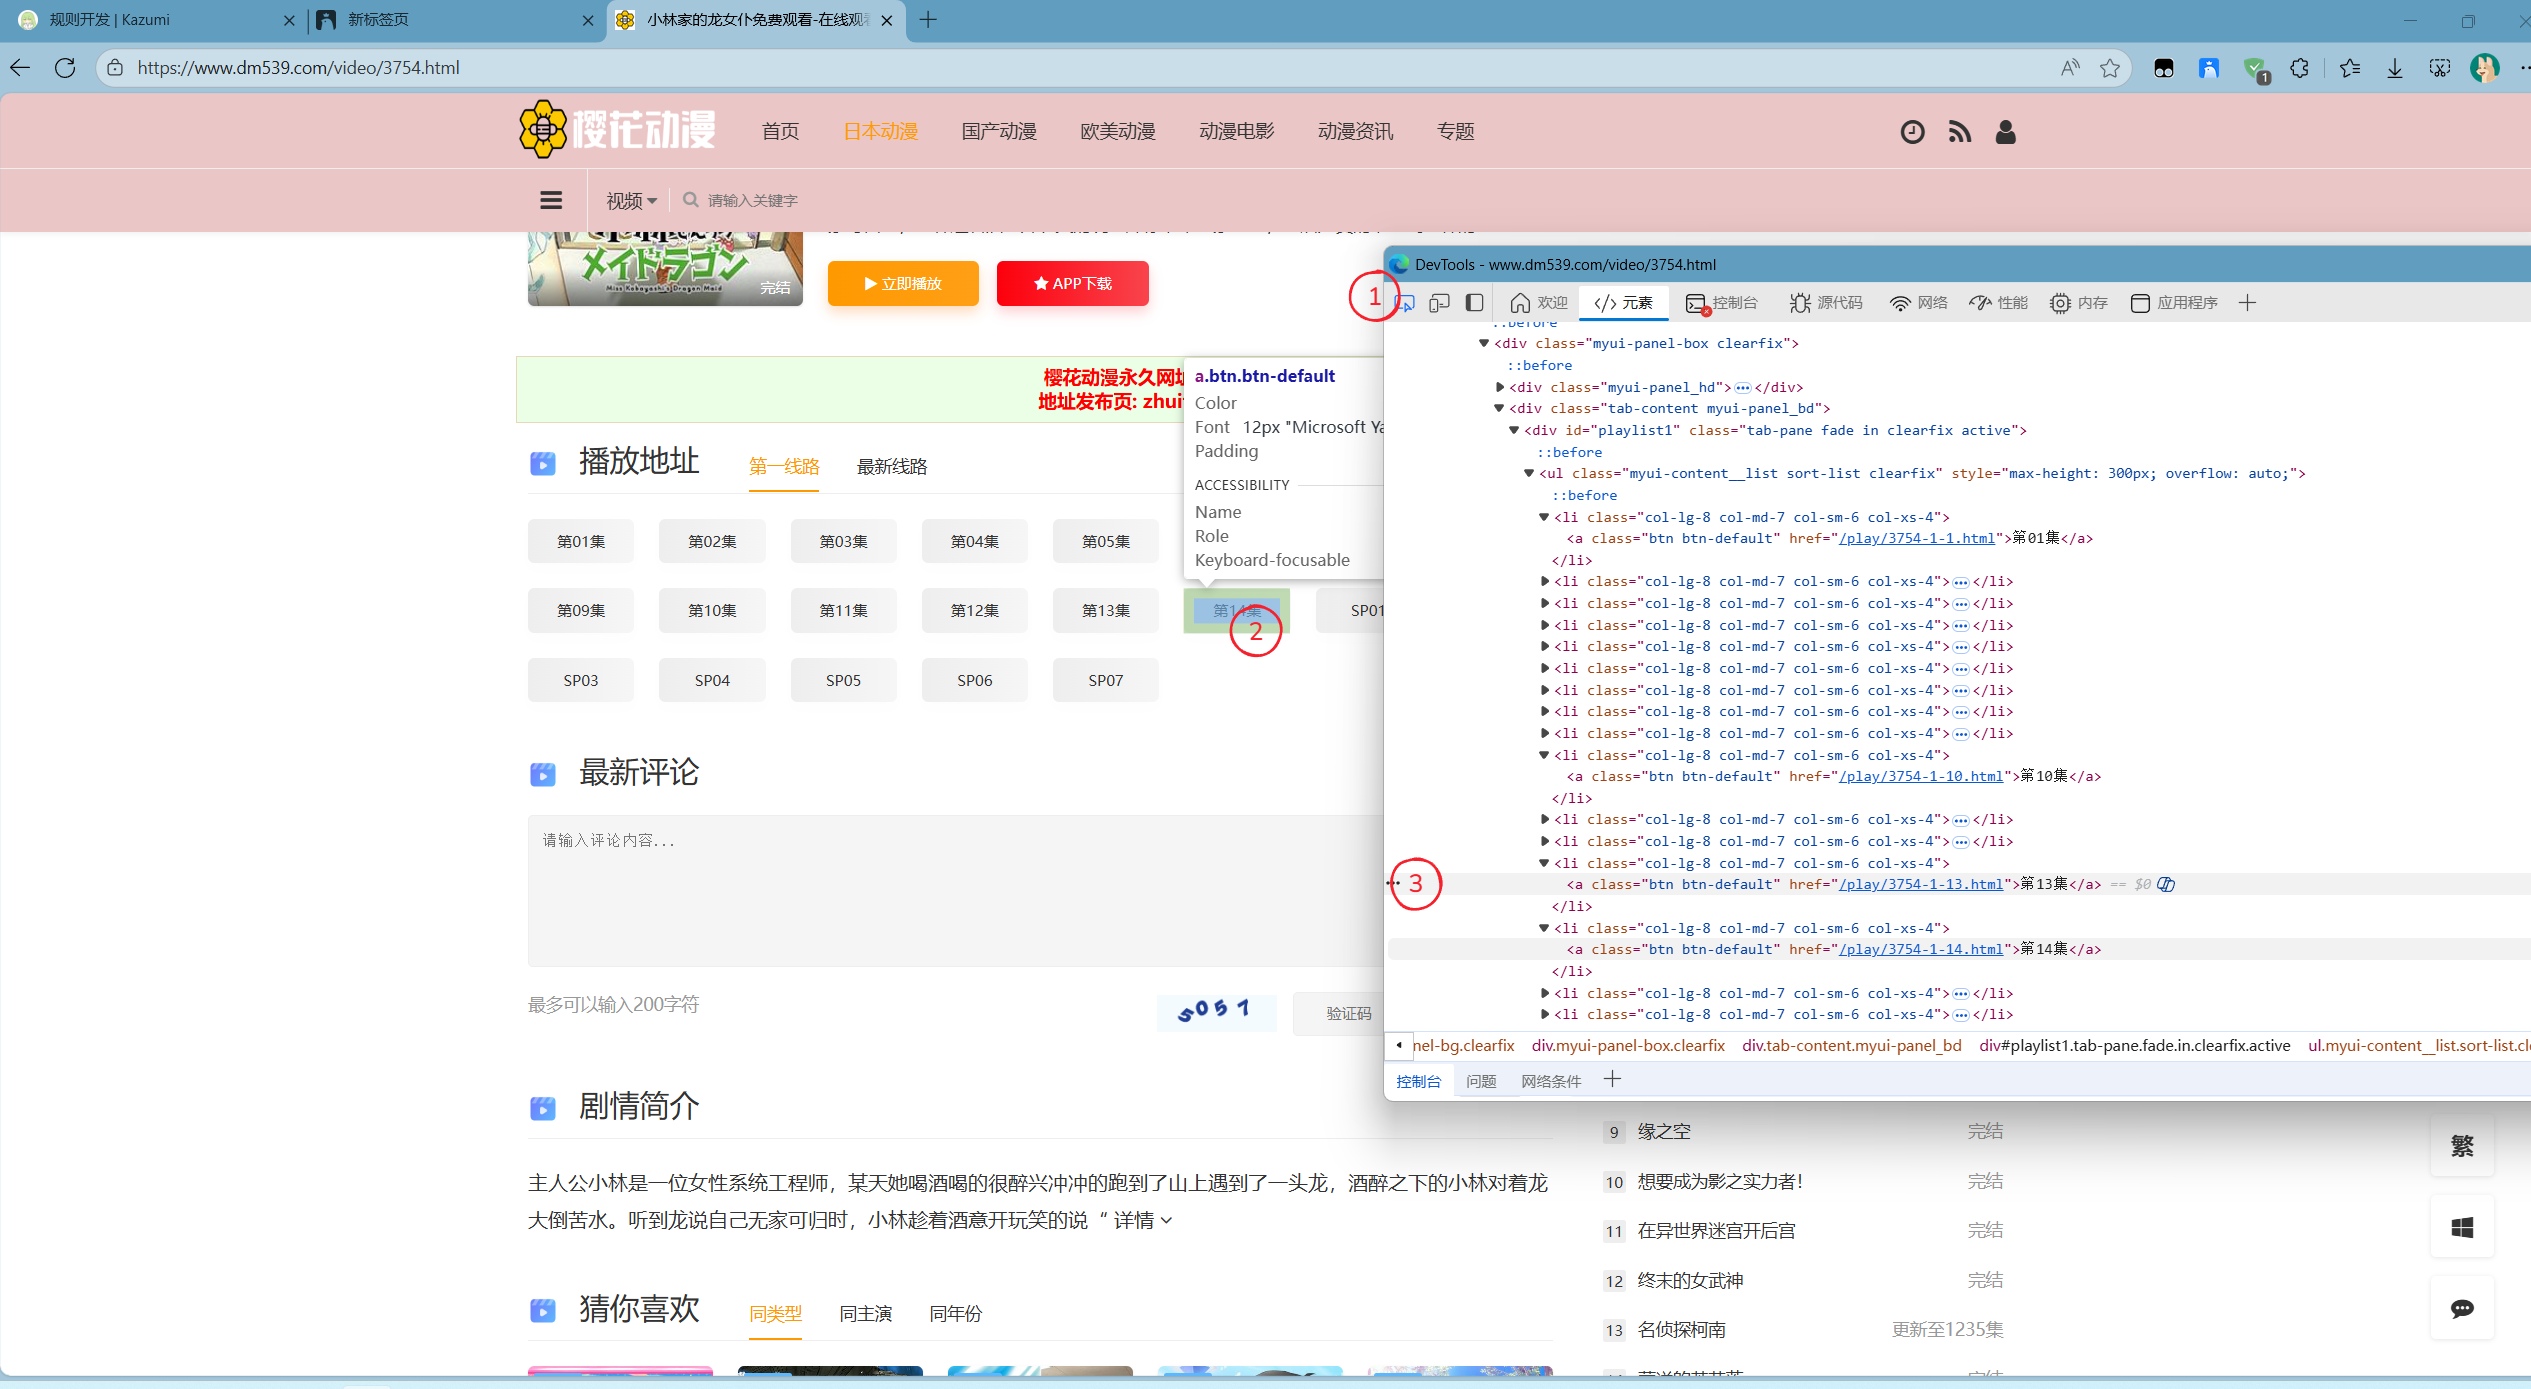 规则开发 | Kazumi
新标签页
小林家的龙女仆免费观看-在线观看
https://www.dm539.com/video/3754.html
1
樱花动漫
首页
日本动漫
国产动漫
欧美动漫
动漫电影
动漫资讯
专题
视频
请输入关键字
メイドラゴン
Miss Kobayashi's Dragon Maid
完结
立即播放
APP下载
樱花动漫永久网址
地址发布页: zhui
播放地址
第一线路
最新线路
第01集
第02集
第03集
第04集
第05集
第09集
第10集
第11集
第12集
第13集
第14集
SP01
SP03
SP04
SP05
SP06
SP07
a.btn.btn-default
Color
Font 12px "Microsoft Ya
Padding
ACCESSIBILITY
Name
Role
Keyboard-focusable
2
最新评论
请输入评论内容...
最多可以输入200字符
5057
验证码
剧情简介
主人公小林是一位女性系统工程师，某天她喝酒喝的很醉兴冲冲的跑到了山上遇到了一头龙，酒醉之下的小林对着龙
大倒苦水。听到龙说自己无家可归时，小林趁着酒意开玩笑的说 “ 详情
猜你喜欢
同类型
同主演
同年份
DevTools - www.dm539.com/video/3754.html
1
欢迎
</> 元素
控制台
源代码
网络
性能
内存
应用程序
::before
<div class="myui-panel-box clearfix">
::before
<div class="myui-panel_hd">…</div>
<div class="tab-content myui-panel_bd">
<div id="playlist1" class="tab-pane fade in clearfix active">
::before
<ul class="myui-content__list sort-list clearfix" style="max-height: 300px; overflow: auto;">
::before
<li class="col-lg-8 col-md-7 col-sm-6 col-xs-4">
<a class="btn btn-default" href="/play/3754-1-1.html">第01集</a>
</li>
<li class="col-lg-8 col-md-7 col-sm-6 col-xs-4">…</li>
<li class="col-lg-8 col-md-7 col-sm-6 col-xs-4">…</li>
<li class="col-lg-8 col-md-7 col-sm-6 col-xs-4">…</li>
<li class="col-lg-8 col-md-7 col-sm-6 col-xs-4">…</li>
<li class="col-lg-8 col-md-7 col-sm-6 col-xs-4">…</li>
<li class="col-lg-8 col-md-7 col-sm-6 col-xs-4">…</li>
<li class="col-lg-8 col-md-7 col-sm-6 col-xs-4">…</li>
<li class="col-lg-8 col-md-7 col-sm-6 col-xs-4">…</li>
<li class="col-lg-8 col-md-7 col-sm-6 col-xs-4">
<a class="btn btn-default" href="/play/3754-1-10.html">第10集</a>
</li>
<li class="col-lg-8 col-md-7 col-sm-6 col-xs-4">…</li>
<li class="col-lg-8 col-md-7 col-sm-6 col-xs-4">…</li>
<li class="col-lg-8 col-md-7 col-sm-6 col-xs-4">
3
<a class="btn btn-default" href="/play/3754-1-13.html">第13集</a> == $0
</li>
<li class="col-lg-8 col-md-7 col-sm-6 col-xs-4">
<a class="btn btn-default" href="/play/3754-1-14.html">第14集</a>
</li>
<li class="col-lg-8 col-md-7 col-sm-6 col-xs-4">…</li>
<li class="col-lg-8 col-md-7 col-sm-6 col-xs-4">…</li>
nel-bg.clearfix div.myui-panel-box.clearfix div.tab-content.myui-panel_bd div#playlist1.tab-pane.fade.in.clearfix.active ul.myui-content__list.sort-list.cl
控制台
问题
网络条件
9 缘之空 完结
10 想要成为影之实力者！ 完结
11 在异世界迷宫开后宫 完结
12 终末的女武神 完结
13 名侦探柯南 更新至1235集
繁